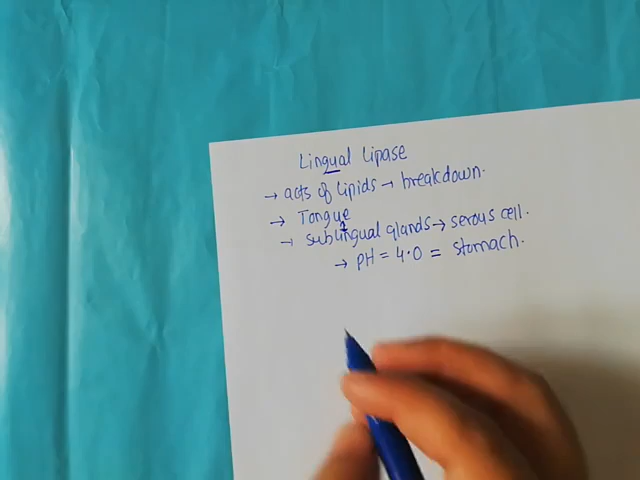 Lingual Lipase
→ acts of lipids → breakdown.
→ Tongue
→ sublingual glands → serous cell.
→ pH = 4.0 = stomach.